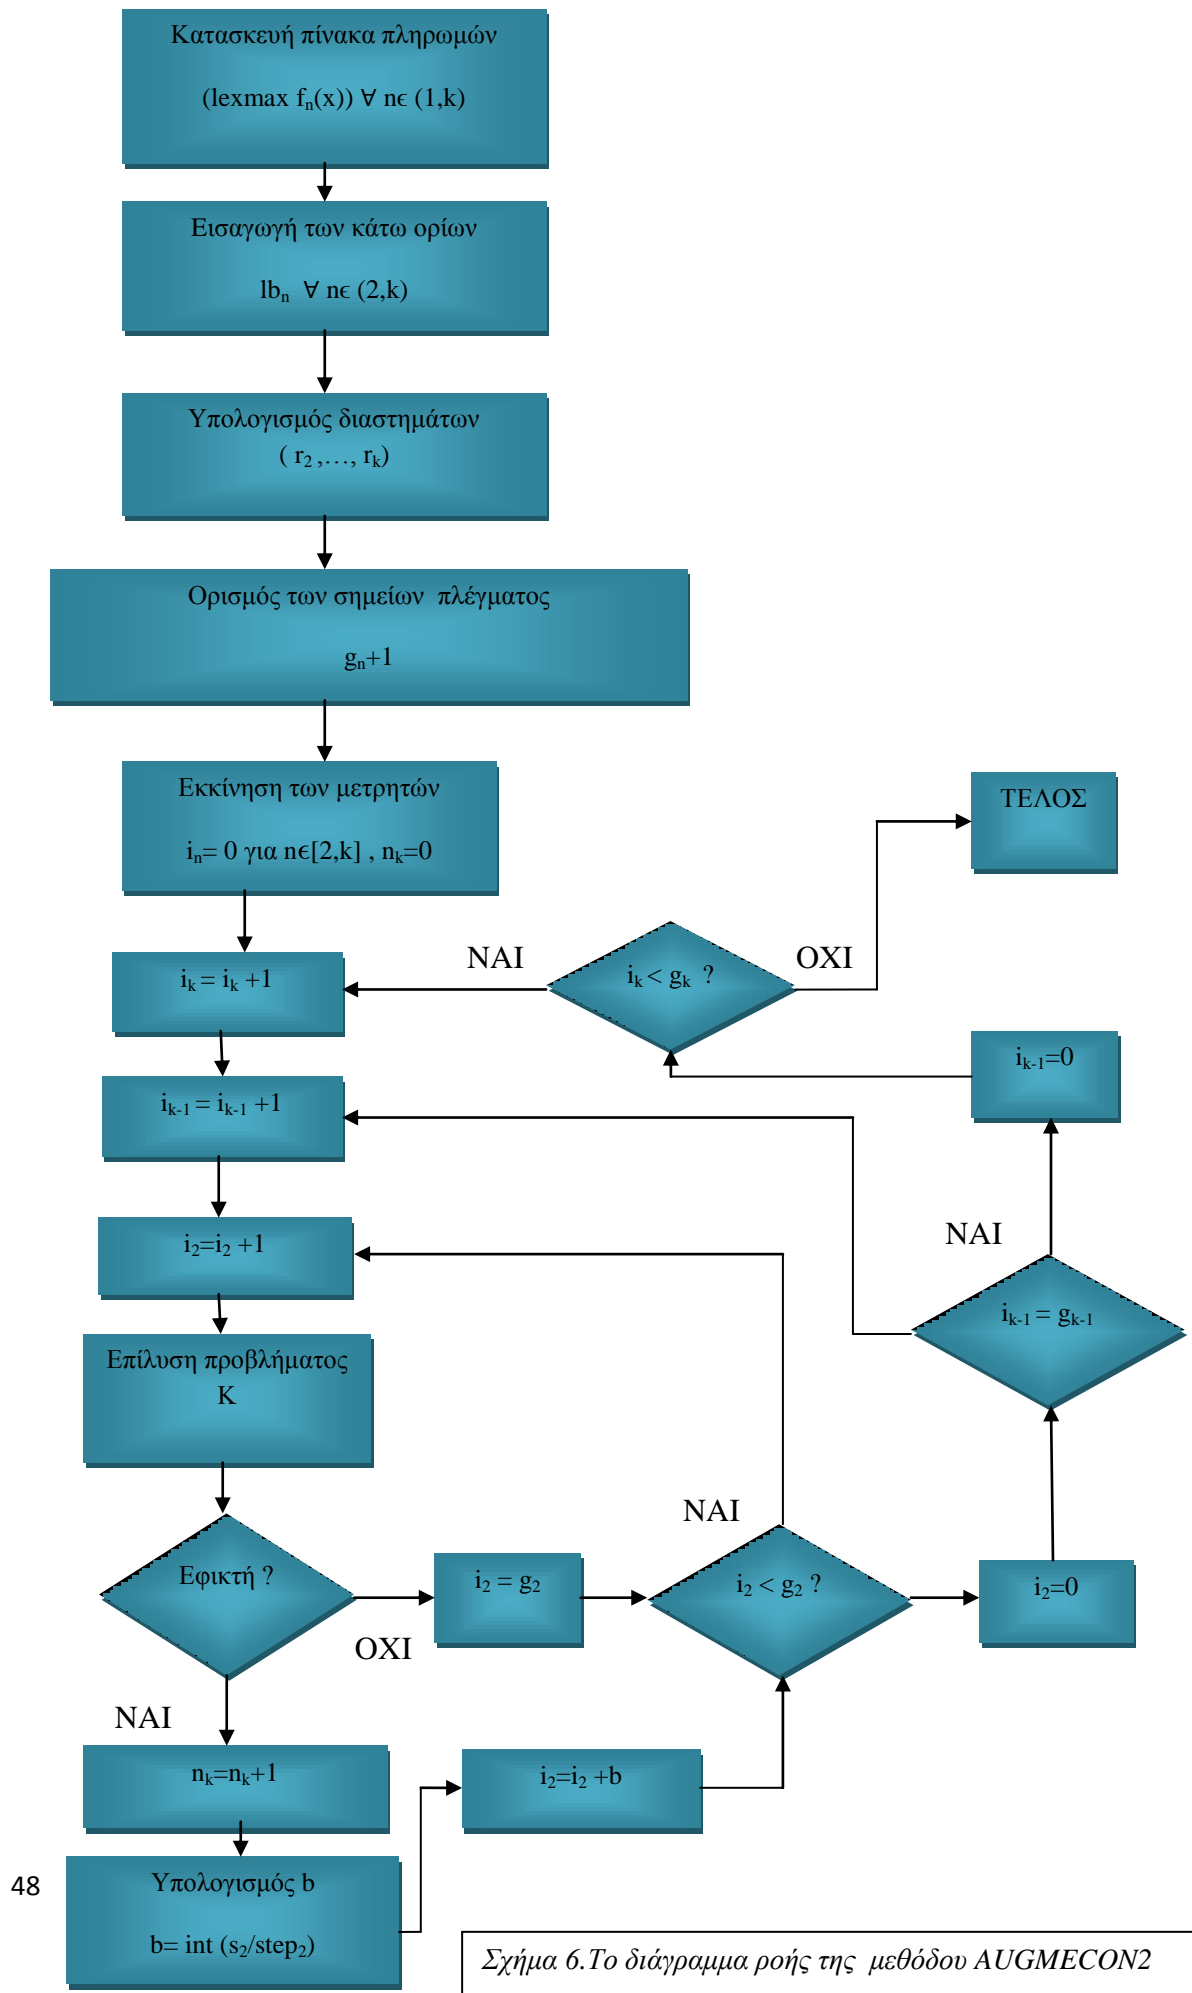 Κατασκευή πίνακα πληρωμών
(lexmax fₙ(x)) ∀ nϵ (1,k)
Εισαγωγή των κάτω ορίων
lbₙ ∀ nϵ (2,k)
Υπολογισμός διαστημάτων
( r₂ ,…, rₖ)
Ορισμός των σημείων πλέγματος
gₙ+1
Εκκίνηση των μετρητών
iₙ= 0 για nϵ[2,k] , nₖ=0
ΤΕΛΟΣ
ΝΑΙ
iₖ < gₖ ?
ΟΧΙ
iₖ = iₖ +1
iₖ₋₁=0
iₖ₋₁ = iₖ₋₁ +1
i₂=i₂ +1
ΝΑΙ
iₖ₋₁ = gₖ₋₁
Επίλυση προβλήματος
Κ
ΝΑΙ
Εφικτή ?
ΟΧΙ
i₂ = g₂
i₂ < g₂ ?
i₂=0
ΝΑΙ
nₖ=nₖ+1
i₂=i₂ +b
Υπολογισμός b
b= int (s₂/step₂)
48
Σχήμα 6.Το διάγραμμα ροής της μεθόδου AUGMECON2